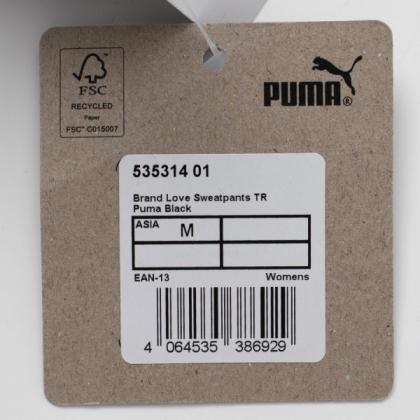 FSC
RECYCLED
Paper
FSC® C015007
PUMA®
535314 01
Brand Love Sweatpants TR
Puma Black
ASIA M
EAN-13 Womens
4 064535 386929